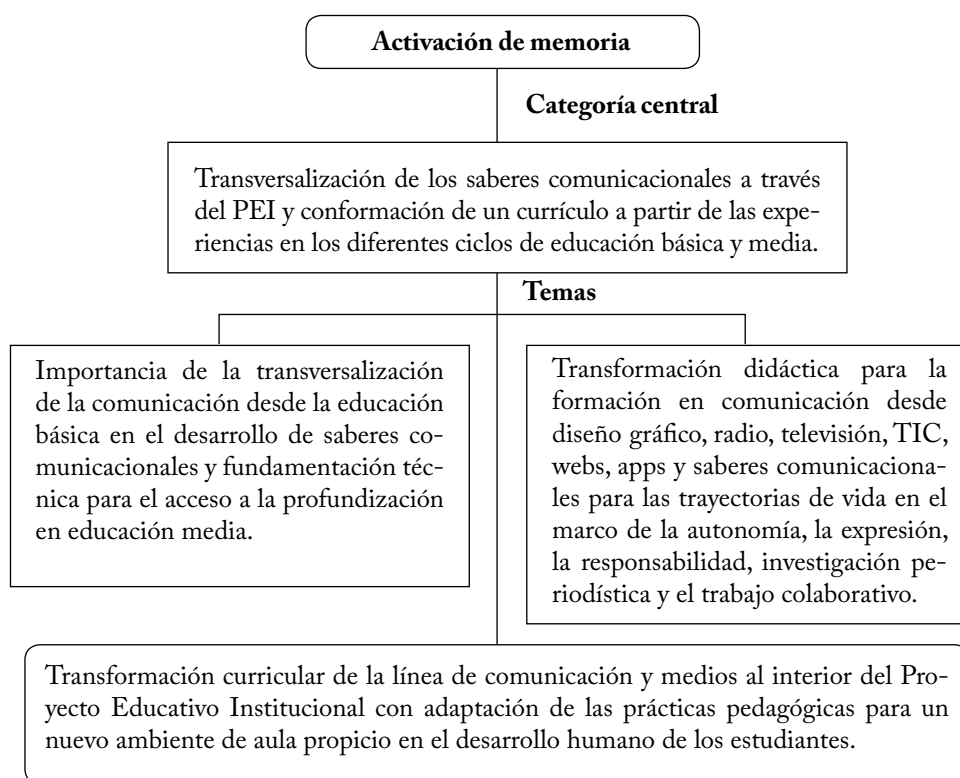 Activación de memoria
Categoría central
Transversalización de los saberes comunicacionales a través
del PEI y conformación de un currículo a partir de las expe-
riencias en los diferentes ciclos de educación básica y media.
Temas
Importancia de la transversalización
de la comunicación desde la educación
básica en el desarrollo de saberes co-
municacionales y fundamentación téc-
nica para el acceso a la profundización
en educación media.
Transformación didáctica para la
formación en comunicación desde
diseño gráfico, radio, televisión, TIC,
webs, apps y saberes comunicaciona-
les para las trayectorias de vida en el
marco de la autonomía, la expresión,
la responsabilidad, investigación pe-
riodística y el trabajo colaborativo.
Transformación curricular de la línea de comunicación y medios al interior del Pro-
yecto Educativo Institucional con adaptación de las prácticas pedagógicas para un
nuevo ambiente de aula propicio en el desarrollo humano de los estudiantes.